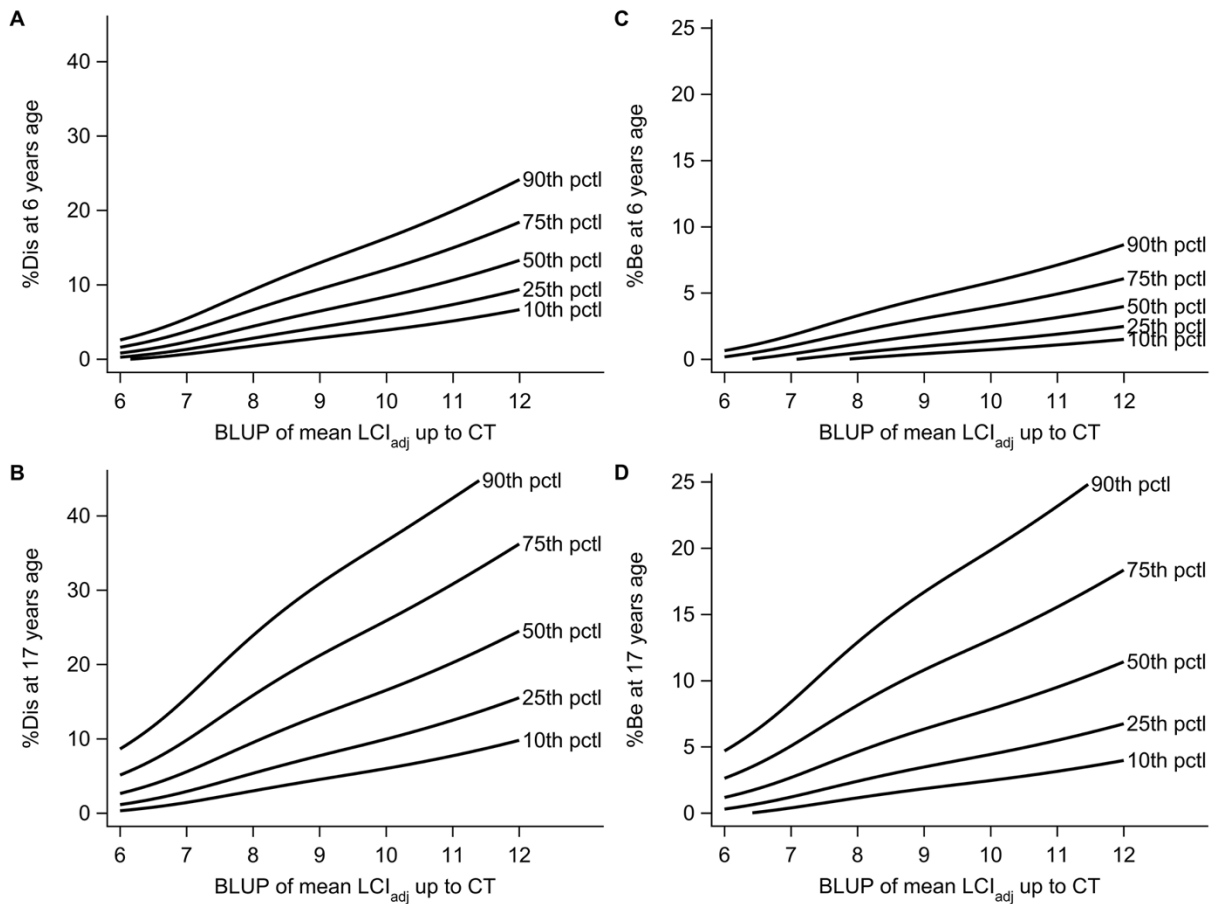 A
%Dis at 6 years age
40
30
20
10
0
90th pctl
75th pctl
50th pctl
25th pctl
10th pctl
6 7 8 9 10 11 12
BLUP of mean LCIadj up to CT
C
%Be at 6 years age
25
20
15
10
5
0
90th pctl
75th pctl
50th pctl
25th pctl
10th pctl
6 7 8 9 10 11 12
BLUP of mean LCIadj up to CT
B
%Dis at 17 years age
40
30
20
10
0
90th pctl
75th pctl
50th pctl
25th pctl
10th pctl
6 7 8 9 10 11 12
BLUP of mean LCIadj up to CT
D
%Be at 17 years age
25
20
15
10
5
0
90th pctl
75th pctl
50th pctl
25th pctl
10th pctl
6 7 8 9 10 11 12
BLUP of mean LCIadj up to CT